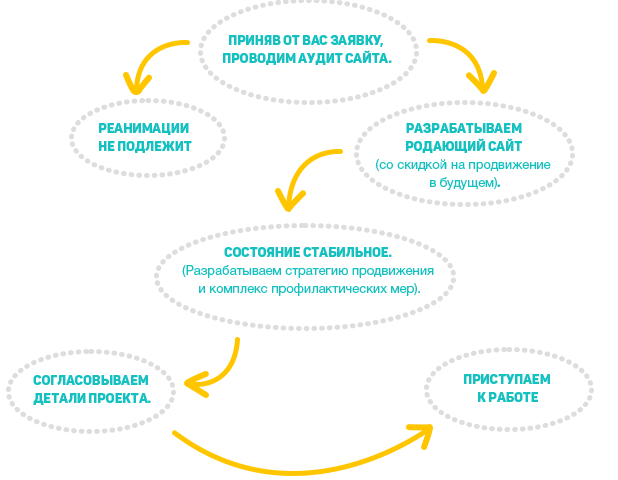 ПРИНЯВ ОТ ВАС ЗАЯВКУ,
ПРОВОДИМ АУДИТ САЙТА.
РЕАНИМАЦИИ
НЕ ПОДЛЕЖИТ
РАЗРАБАТЫВАЕМ
РОДАЮЩИЙ САЙТ
(со скидкой на продвижение
в будущем).
СОСТОЯНИЕ СТАБИЛЬНОЕ.
(Разрабатываем стратегию продвижения
и комплекс профилактических мер).
СОГЛАСОВЫВАЕМ
ДЕТАЛИ ПРОЕКТА.
ПРИСТУПАЕМ
К РАБОТЕ